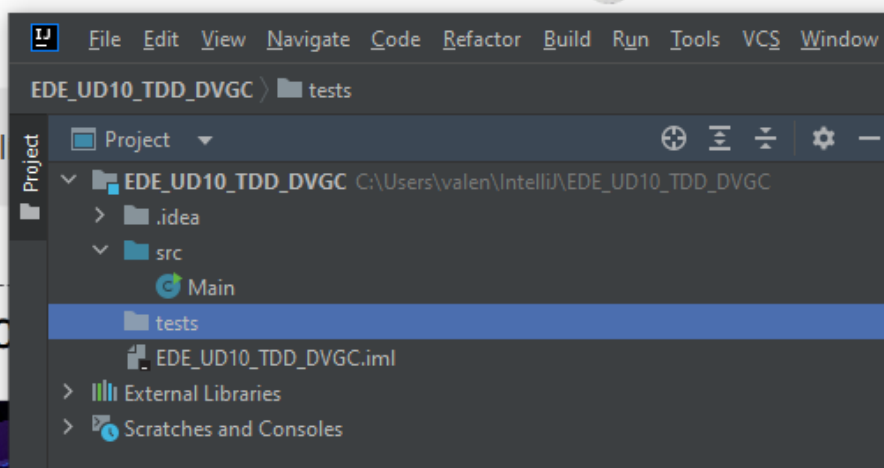 IJ File Edit View Navigate Code Refactor Build Run Tools VCS Window
EDE_UD10_TDD_DVGC tests
Project
Project
EDE_UD10_TDD_DVGC C:\Users\valen\IntelliJ\EDE_UD10_TDD_DVGC
.idea
src
C Main
tests
EDE_UD10_TDD_DVGC.iml
External Libraries
Scratches and Consoles